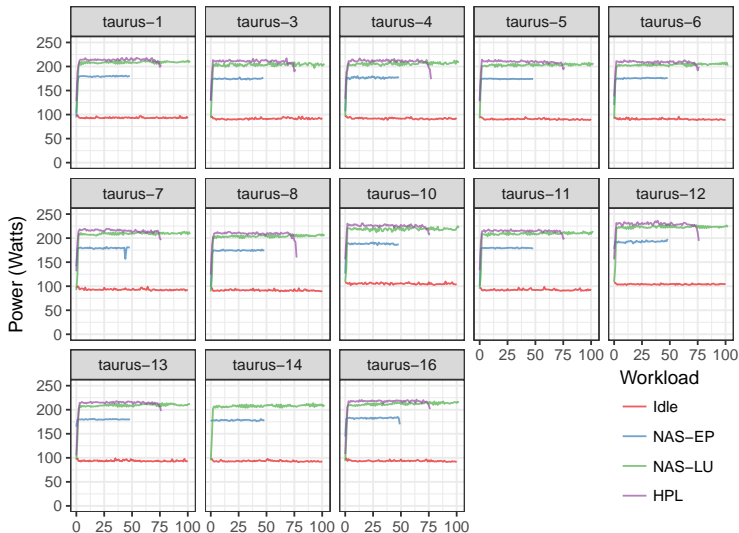 taurus−1 taurus−3 taurus−4 taurus−5 taurus−6
250
200
150
100
50
0
taurus−7 taurus−8 taurus−10 taurus−11 taurus−12
250
200
150
100
50
0
Power (Watts)
0 25 50 75 100 0 25 50 75 100
taurus−13 taurus−14 taurus−16
250
200
150
100
50
0
0 25 50 75 100 0 25 50 75 100 0 25 50 75 100
Workload
Idle
NAS−EP
NAS−LU
HPL